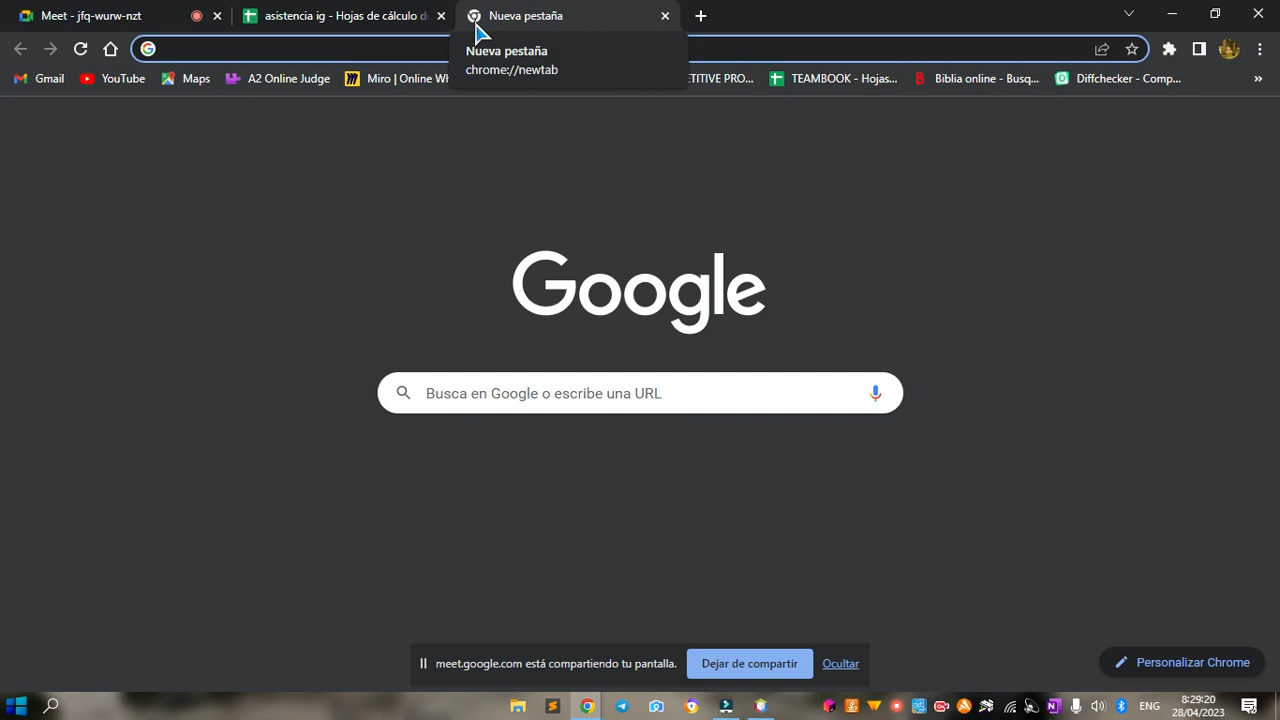 Meet - jfq-wurw-nzt
asistencia ig - Hojas de cálculo d
Nueva pestaña
Nueva pestaña
chrome://newtab
Gmail
YouTube
Maps
A2 Online Judge
Miro | Online Wh
ETITIVE PRO...
TEAMBOOK - Hojas...
Biblia online - Busq...
Diffchecker - Comp...
Google
Busca en Google o escribe una URL
meet.google.com está compartiendo tu pantalla.
Dejar de compartir
Ocultar
Personalizar Chrome
ENG
8:29:20
28/04/2023